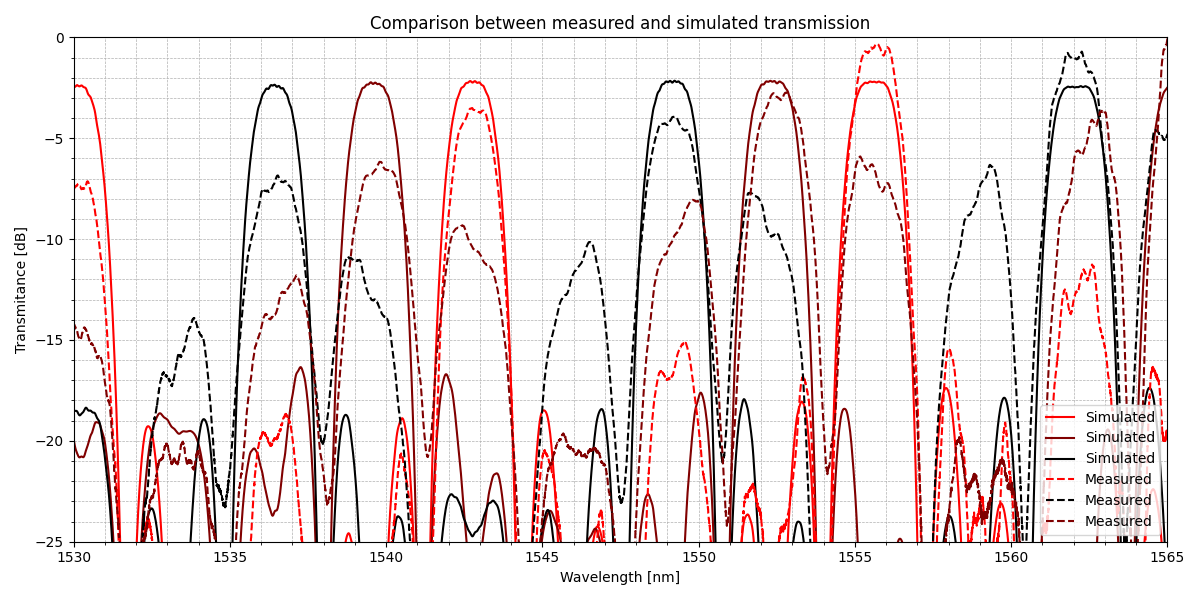 Comparison between measured and simulated transmission
Transmitance [dB]
0
−5
−10
−15
−20
−25
Simulated
Simulated
Simulated
Measured
Measured
Measured
1530 1535 1540 1545 1550 1555 1560 1565
Wavelength [nm]